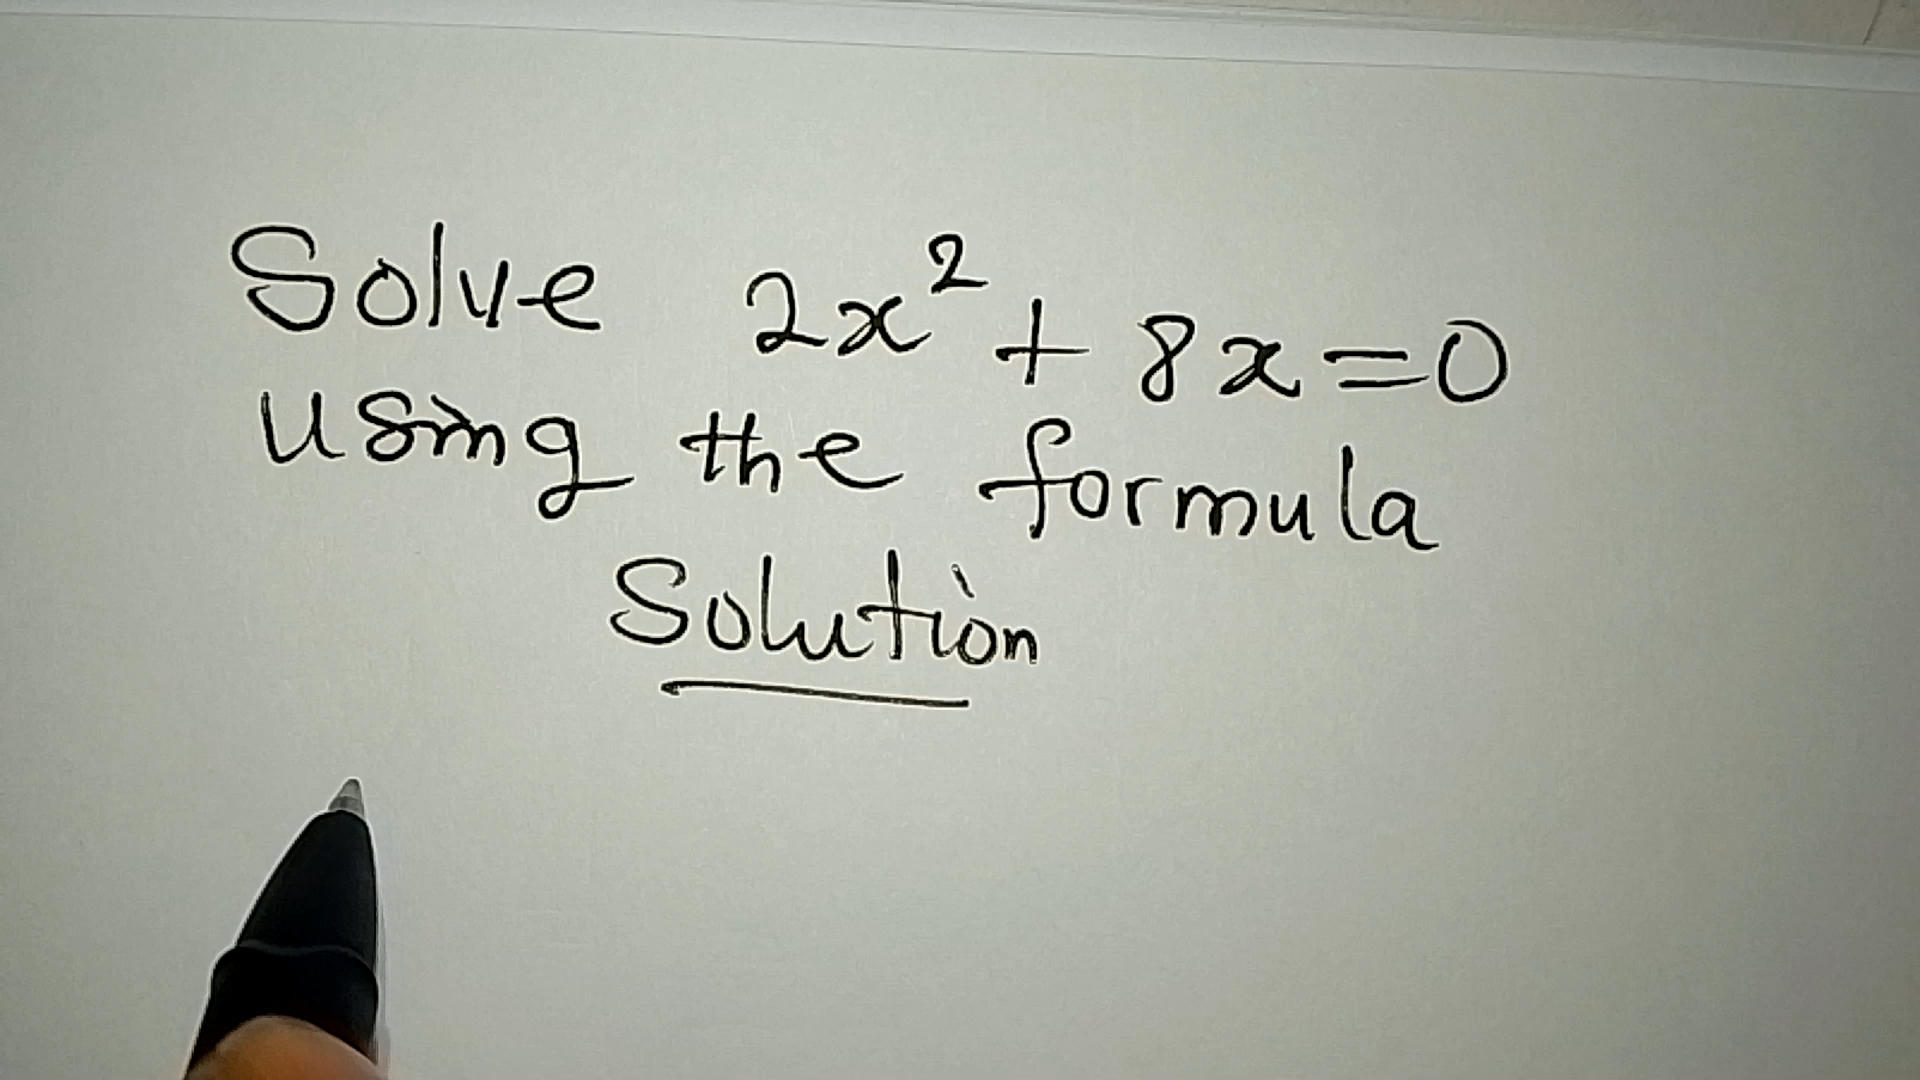 Solve 2x² + 8x = 0
using the formula
Solution